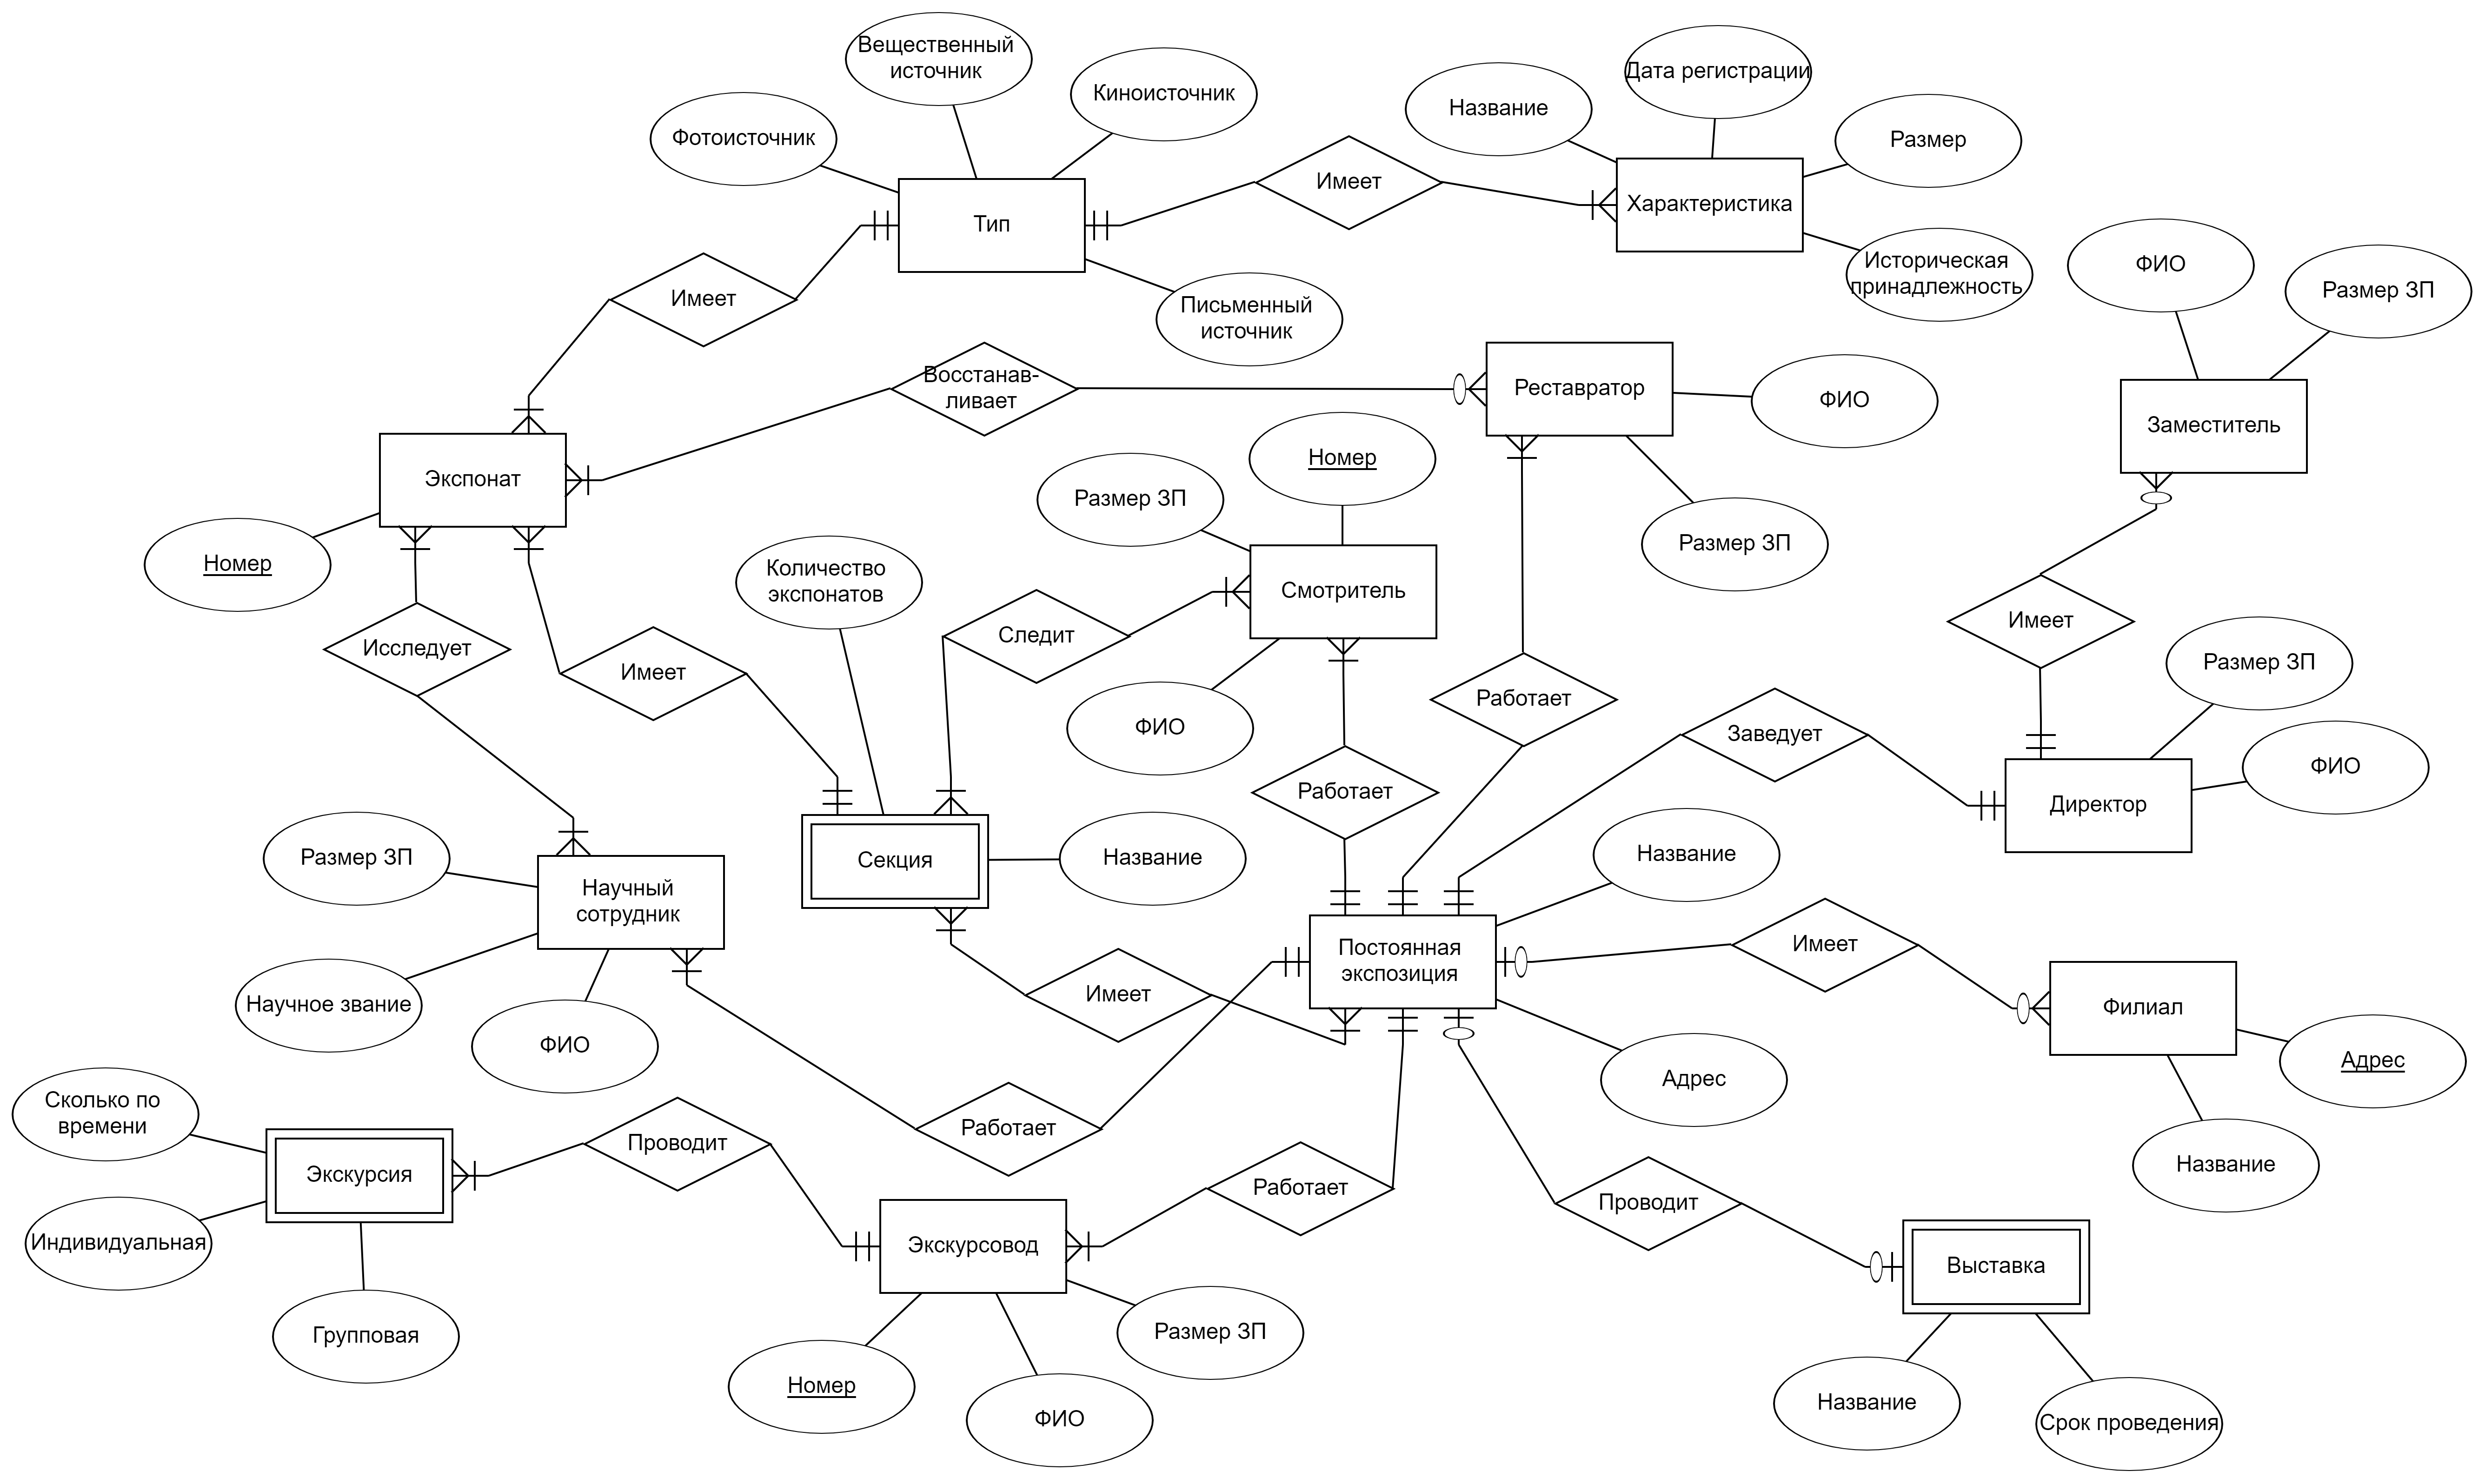 Вещественный
источник
Киноисточник
Фотоисточник
Дата регистрации
Название
Размер
Имеет
Характеристика
Тип
Историческая
принадлежность
ФИО
Размер ЗП
Имеет
Письменный
источник
Восстанав-
ливает
Реставратор
ФИО
Заместитель
Экспонат
Номер
Размер ЗП
Размер ЗП
Номер
Количество
экспонатов
Смотритель
Исследует
Имеет
Следит
Имеет
Размер ЗП
ФИО
Работает
Заведует
ФИО
Работает
Директор
Размер ЗП
Секция
Название
Название
Научный
сотрудник
Постоянная
экспозиция
Имеет
Имеет
Филиал
Научное звание
ФИО
Адрес
Адрес
Сколько по
времени
Проводит
Работает
Название
Экскурсия
Работает
Проводит
Индивидуальная
Экскурсовод
Выставка
Групповая
Размер ЗП
Номер
ФИО
Название
Срок проведения